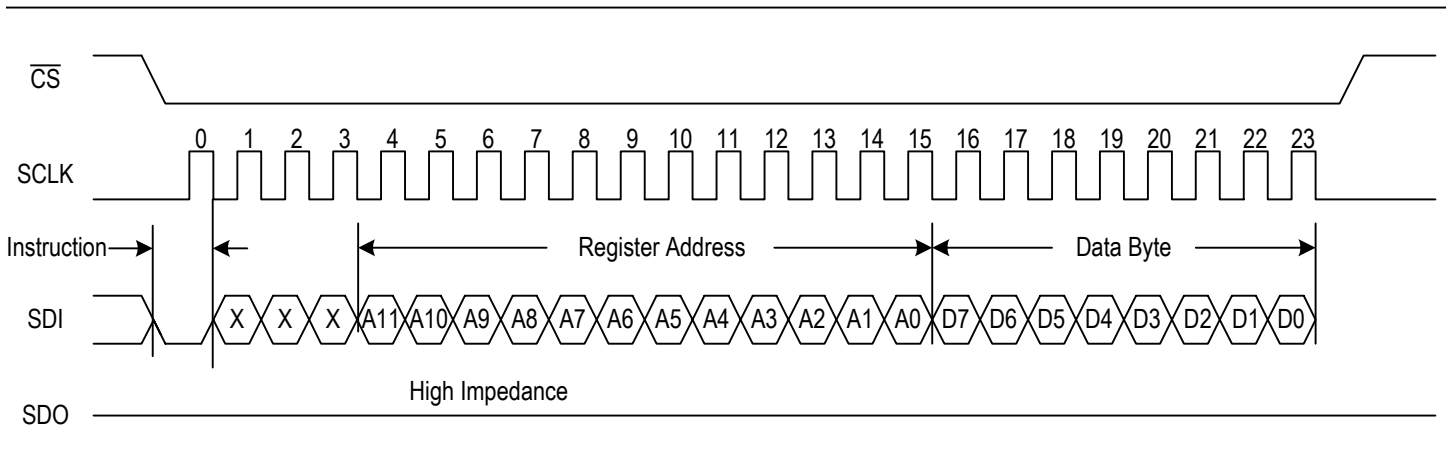 CS
0 1 2 3 4 5 6 7 8 9 10 11 12 13 14 15 16 17 18 19 20 21 22 23
SCLK
Instruction Register Address Data Byte
SDI X X X A11 A10 A9 A8 A7 A6 A5 A4 A3 A2 A1 A0 D7 D6 D5 D4 D3 D2 D1 D0
High Impedance
SDO